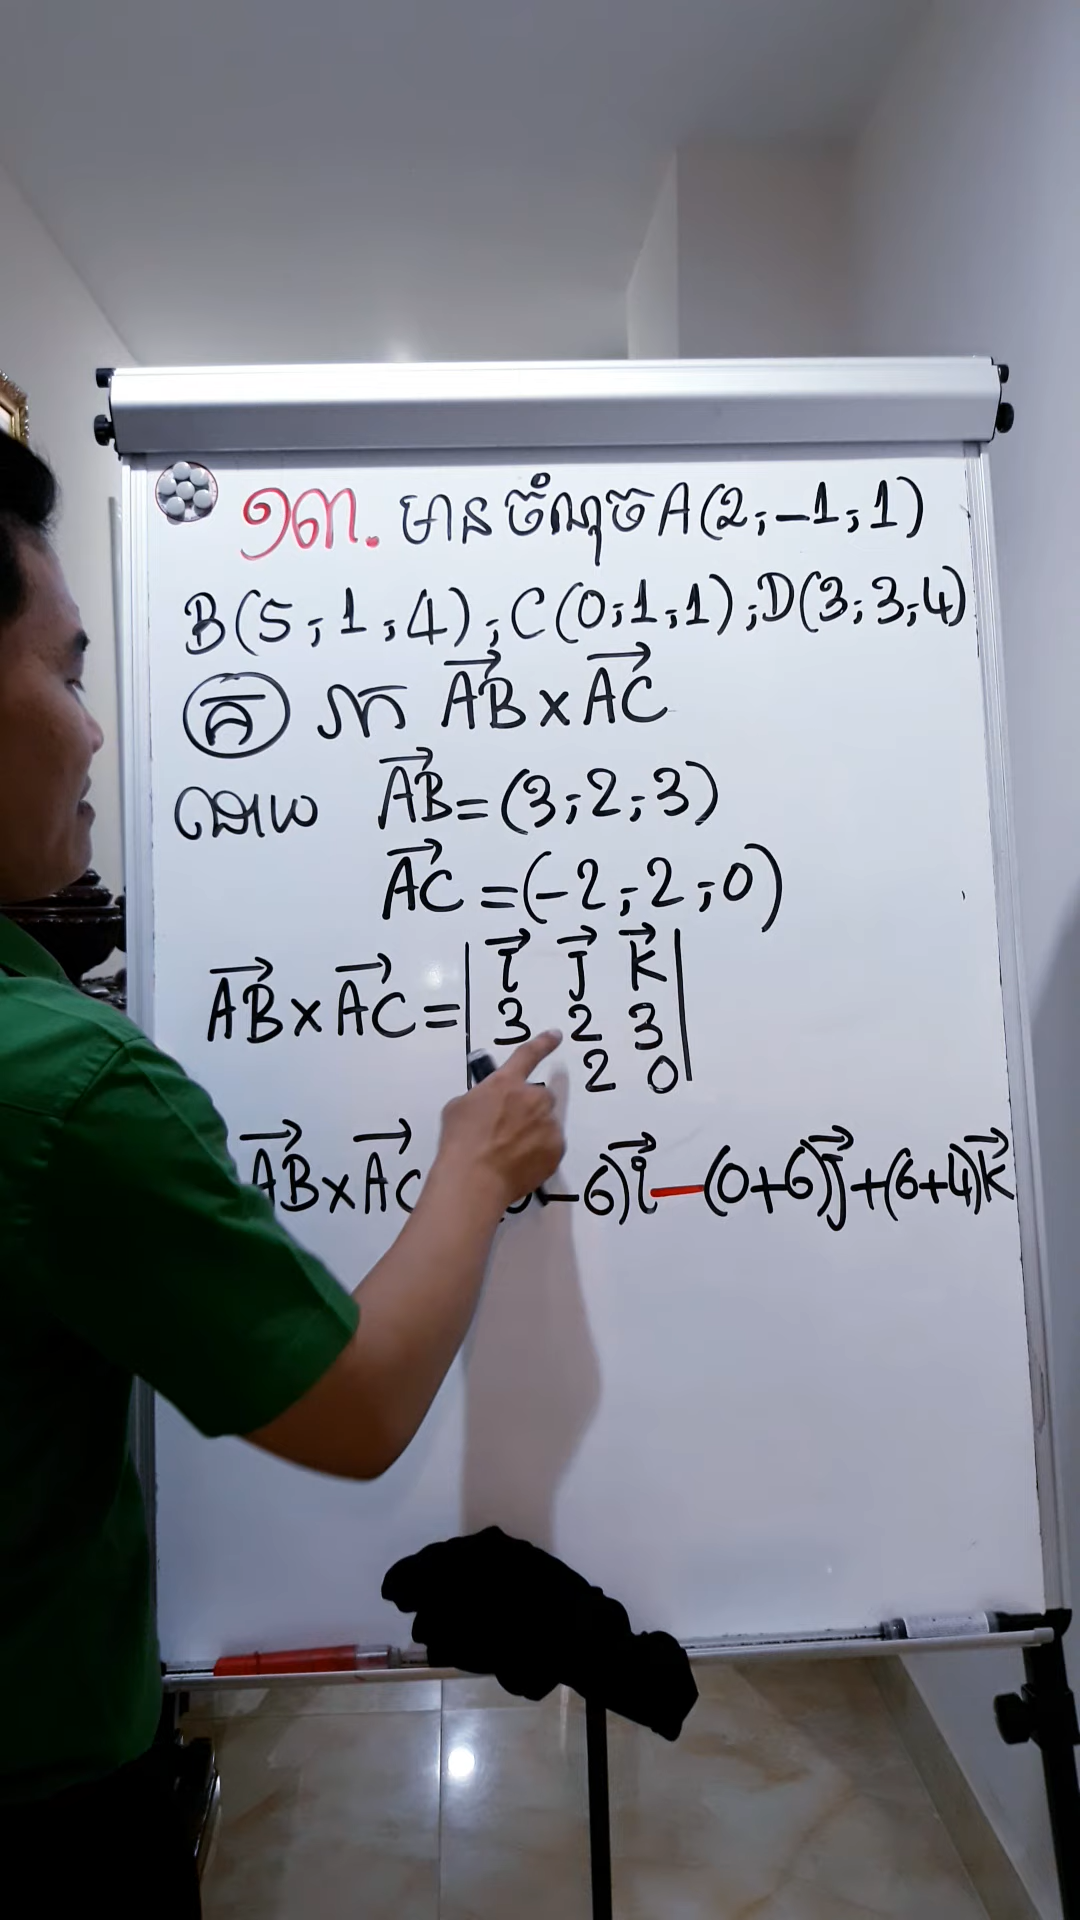 ១៣. មានចំណុច A(2;-1;1)
B(5;1;4);C(0;1;1);D(3;3;4)
គ រក AB×AC
ដោយ AB=(3;2;3)
AC=(-2;2;0)
AB×AC= i j k
3 2 3
2 0
AB×AC -6)i-(0+6)j+(6+4)k